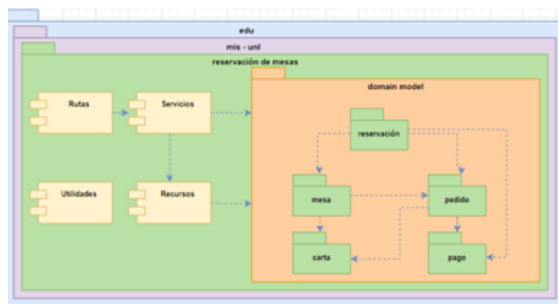 edu
mis - unl
reservación de mesas
domain model
Rutas
Servicios
reservación
Utilidades
Recursos
mesa
pedido
carta
pago